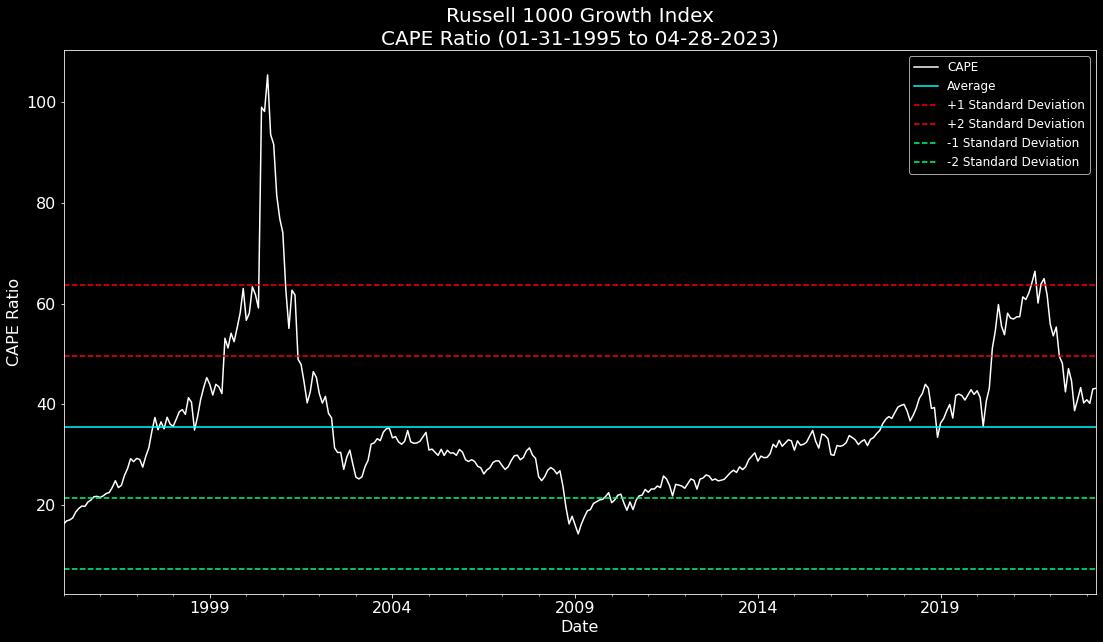 Russell 1000 Growth Index
CAPE Ratio (01-31-1995 to 04-28-2023)
CAPE
Average
+1 Standard Deviation
+2 Standard Deviation
-1 Standard Deviation
-2 Standard Deviation
CAPE Ratio
100
80
60
40
20
1999
2004
2009
2014
2019
Date